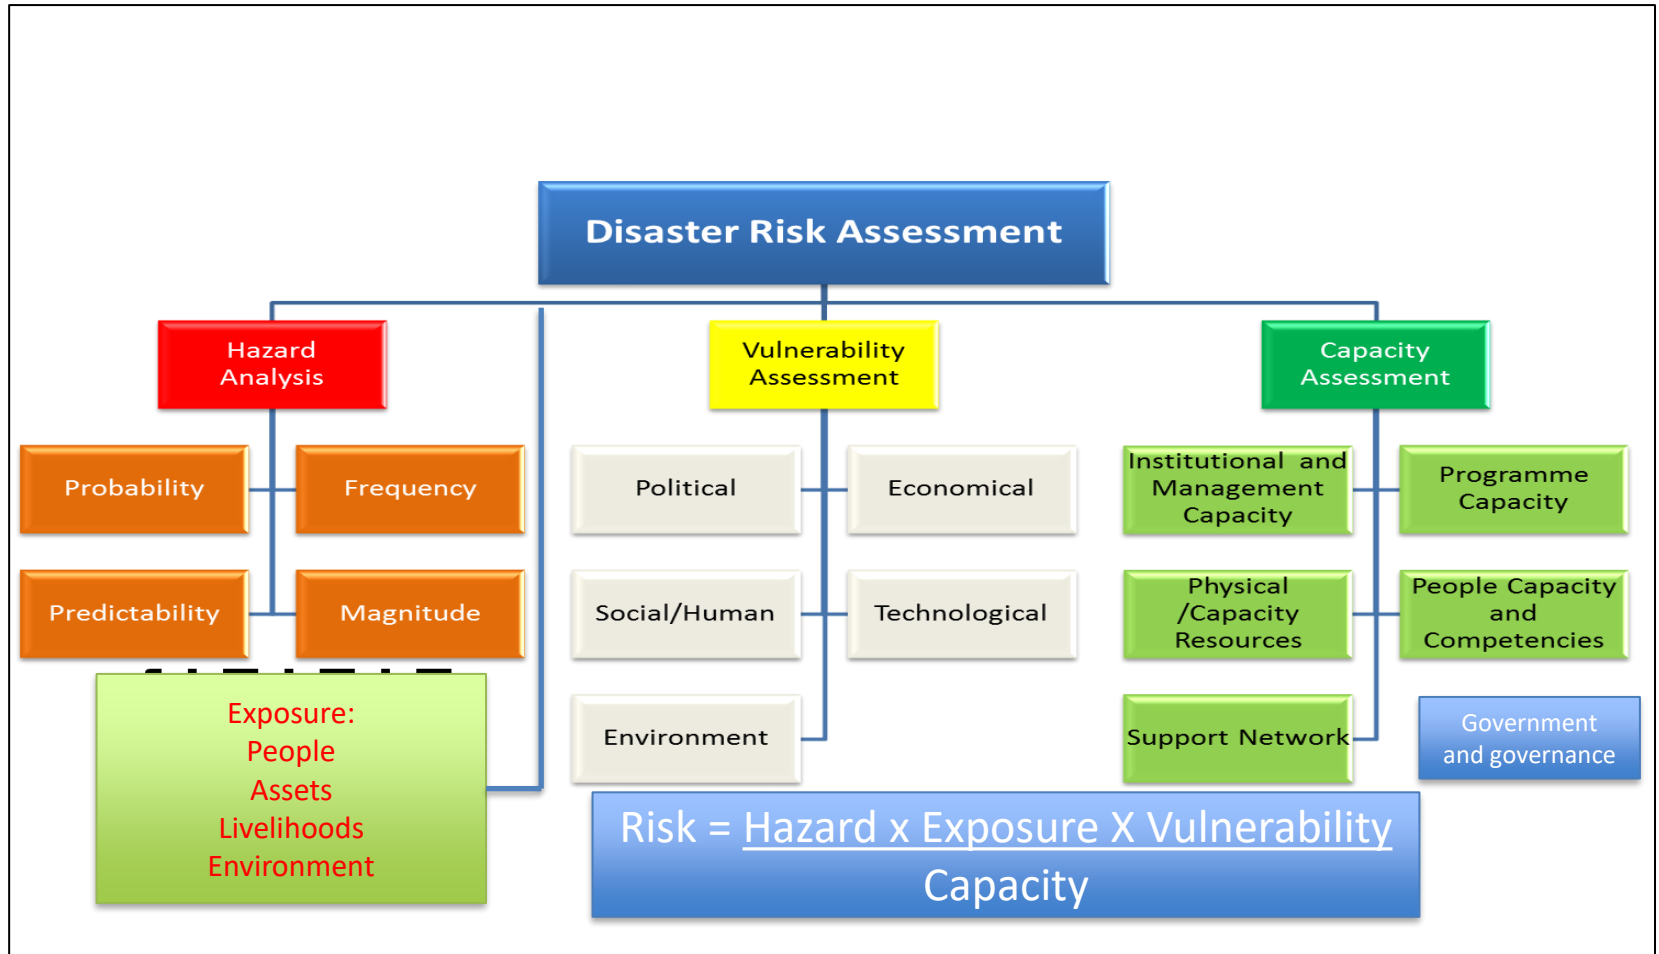 Disaster Risk Assessment
Hazard
Analysis
Vulnerability
Assessment
Capacity
Assessment
Probability
Frequency
Predictability
Magnitude
Exposure:
People
Assets
Livelihoods
Environment
Political
Economical
Social/Human
Technological
Environment
Institutional and
Management
Capacity
Programme
Capacity
Physical
/Capacity
Resources
People Capacity
and
Competencies
Support Network
Government
and governance
Risk = Hazard x Exposure X Vulnerability
Capacity